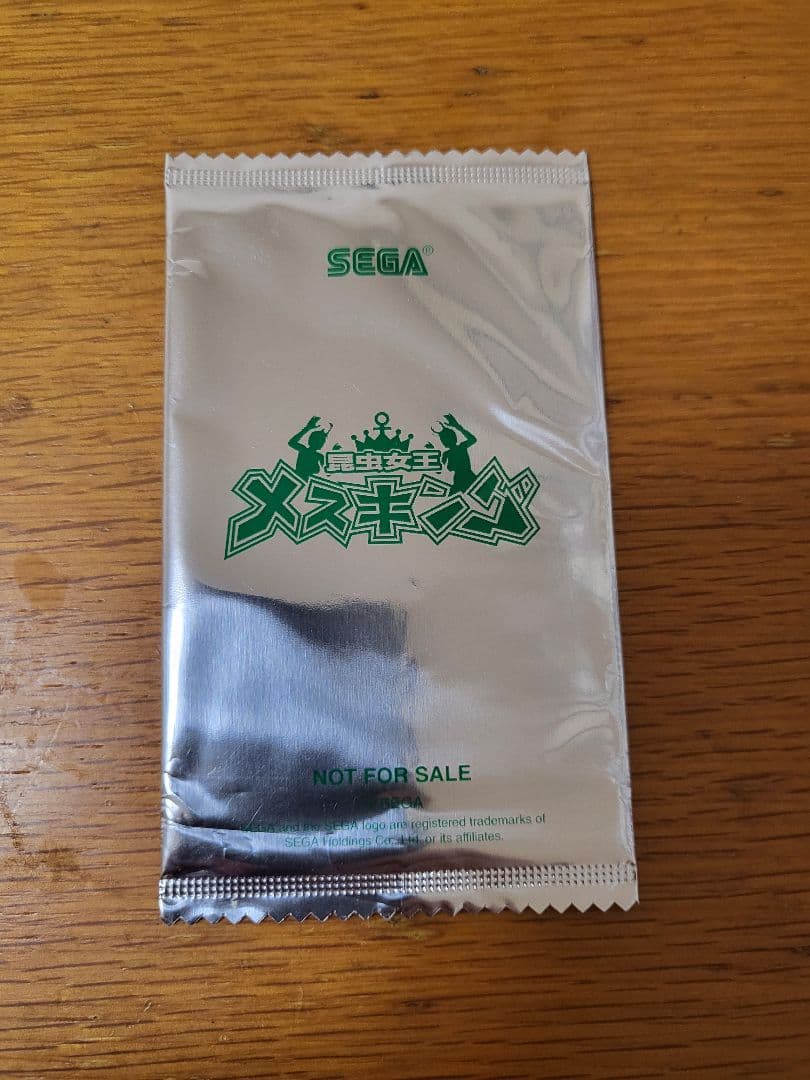 SEGA®
昆虫女王
メスキング
NOT FOR SALE
©SEGA
SEGA and the SEGA logo are registered trademarks of
SEGA Holdings Co., Ltd. or its affiliates.